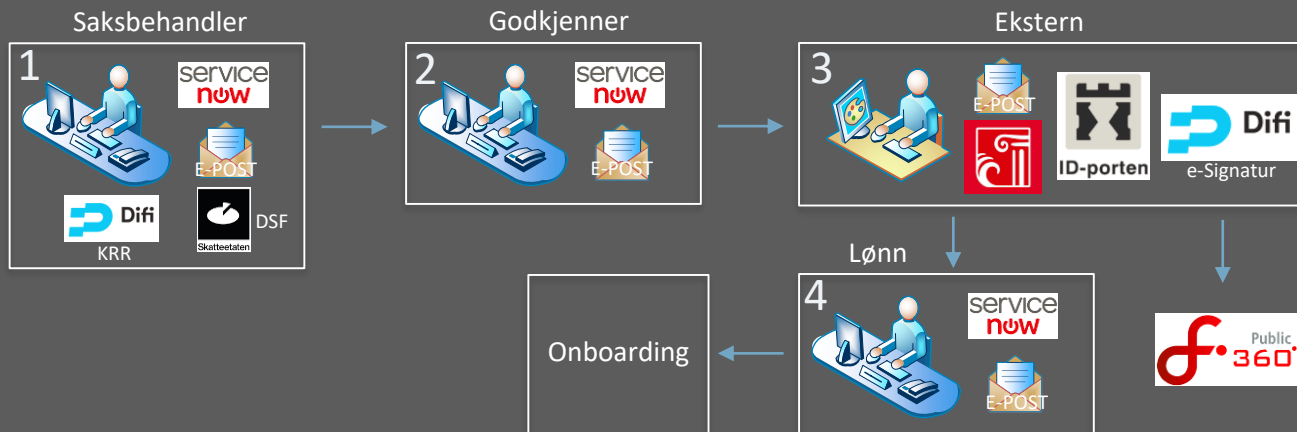 Saksbehandler
1
service
now
E-POST
Difi
KRR
Skatteetaten
DSF
Godkjenner
2
service
now
E-POST
Ekstern
3
E-POST
ID-porten
Difi
e-Signatur
Lønn
4
service
now
E-POST
Onboarding
Public
360°